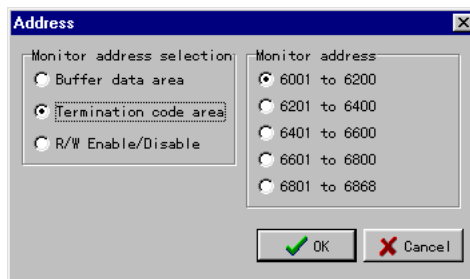 Address
Monitor address selection
Buffer data area
Termination code area
R/W Enable/Disable
Monitor address
6001 to 6200
6201 to 6400
6401 to 6600
6601 to 6800
6801 to 6868
OK
Cancel